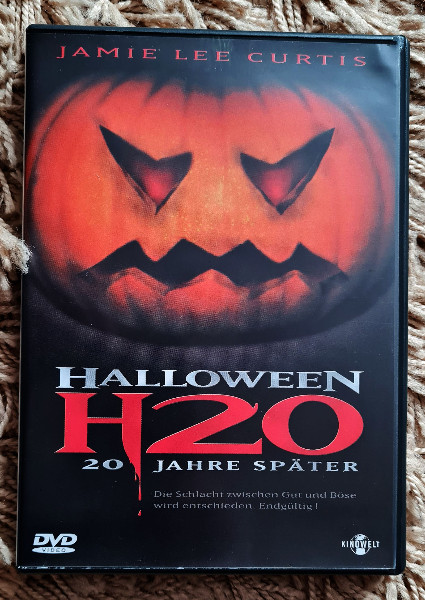 JAMIE LEE CURTIS
HALLOWEEN
H20
20 JAHRE SPÄTER
Die Schlacht zwischen Gut und Böse
wird entschieden. Endgültig!
DVD
VIDEO
KINOWELT